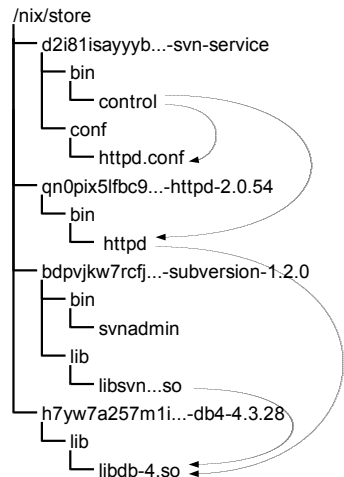 /nix/store
d2i81isayyyb...-svn-service
bin
control
conf
httpd.conf
qn0pix5lfbc9...-httpd-2.0.54
bin
httpd
bdpvjkw7rcfj...-subversion-1.2.0
bin
svnadmin
lib
libsvn...so
h7yw7a257m1i...-db4-4.3.28
lib
libdb-4.so